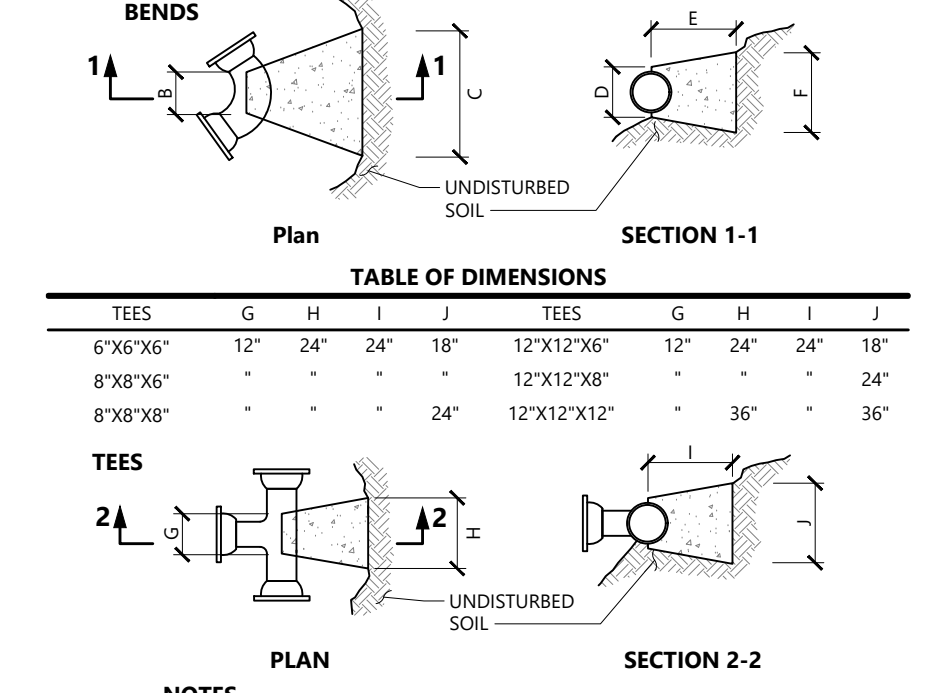 BENDS
1
1
B
C
D
E
F
UNDISTURBED
SOIL
Plan
SECTION 1-1
TABLE OF DIMENSIONS
TEES G H I J TEES G H I J
6"X6"X6" 12" 24" 24" 18" 12"X12"X6" 12" 24" 24" 18"
8"X8"X6" " " " " 12"X12"X8" " " " 24"
8"X8"X8" " " " 24" 12"X12"X12" " 36" " 36"
TEES
2
2
G
H
I
J
UNDISTURBED
SOIL
PLAN
SECTION 2-2
NOTES